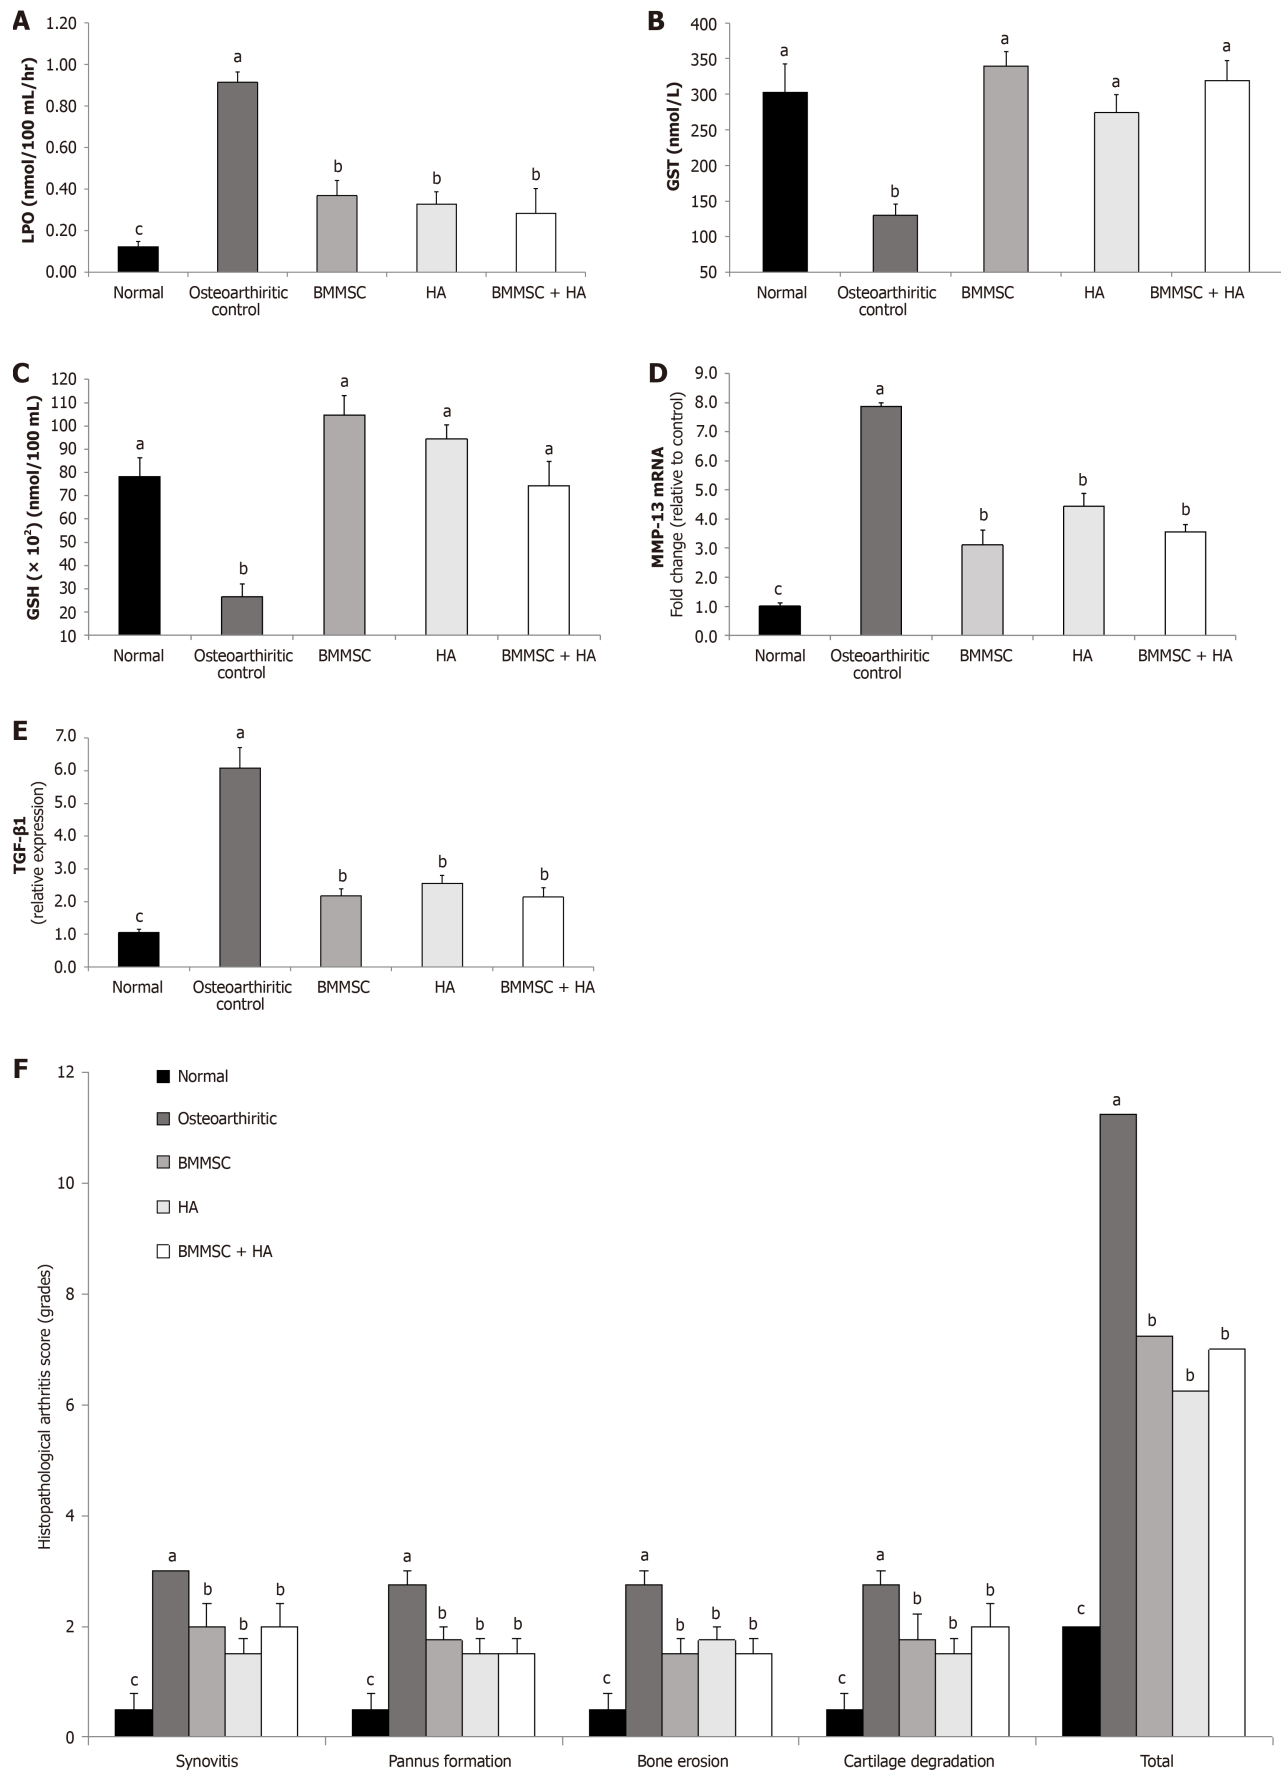 A
LPO (nmol/100 mL/hr)
1.20
1.00
0.80
0.60
0.40
0.20
0.00
c
a
b
b
b
Normal
Osteoarthiritic
control
BMMSC
HA
BMMSC + HA
B
GST (nmol/L)
400
350
300
250
200
150
100
50
a
b
a
a
a
Normal
Osteoarthiritic
control
BMMSC
HA
BMMSC + HA
C
GSH (× 10²) (nmol/100 mL)
120
110
100
90
80
70
60
50
40
30
20
10
a
b
a
a
a
Normal
Osteoarthiritic
control
BMMSC
HA
BMMSC + HA
D
MMP-13 mRNA
Fold change (relative to control)
9.0
8.0
7.0
6.0
5.0
4.0
3.0
2.0
1.0
0.0
c
a
b
b
b
Normal
Osteoarthiritic
control
BMMSC
HA
BMMSC + HA
E
TGF-β1
(relative expression)
7.0
6.0
5.0
4.0
3.0
2.0
1.0
0.0
c
a
b
b
b
Normal
Osteoarthiritic
control
BMMSC
HA
BMMSC + HA
F
Histopathological arthritis score (grades)
12
10
8
6
4
2
0
Normal
Osteoarthiritic
BMMSC
HA
BMMSC + HA
c
a
b
b
b
c
a
b
b
b
c
a
b
b
b
c
a
b
b
b
c
a
b
b
b
Synovitis
Pannus formation
Bone erosion
Cartilage degradation
Total